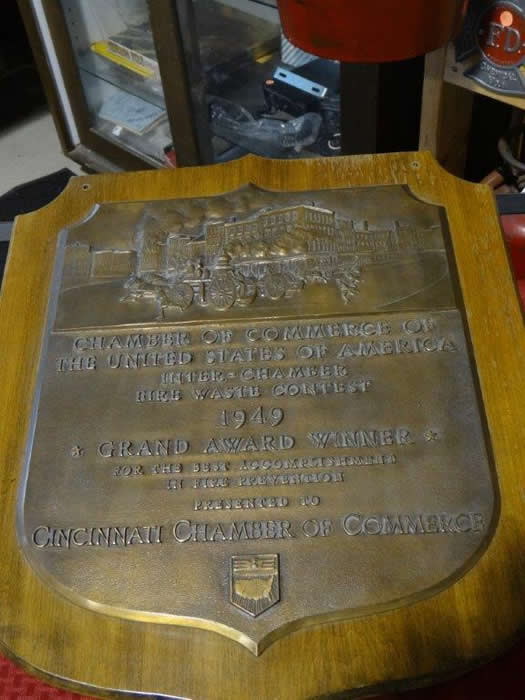 F.D.
CHAMBER OF COMMERCE OF
THE UNITED STATES OF AMERICA
INTER-CHAMBER
FIRE WASTE CONTEST
1949
★ GRAND AWARD WINNER ★
FOR THE BEST ACCOMPLISHMENT
IN FIRE PREVENTION
PRESENTED TO
CINCINNATI CHAMBER OF COMMERCE